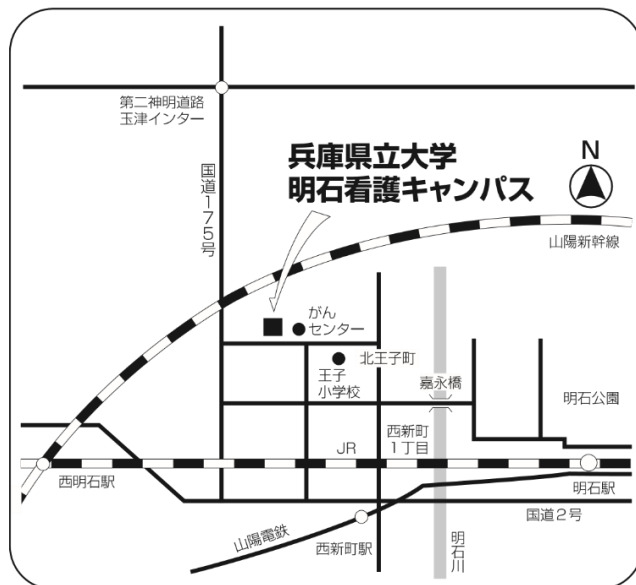 第二神明道路
玉津インター
国道175号
兵庫県立大学
明石看護キャンパス
N
山陽新幹線
がん
センター
北王子町
王子
小学校
嘉永橋
明石公園
西新町
1丁目
JR
西明石駅
明石駅
国道2号
山陽電鉄
西新町駅
明石川